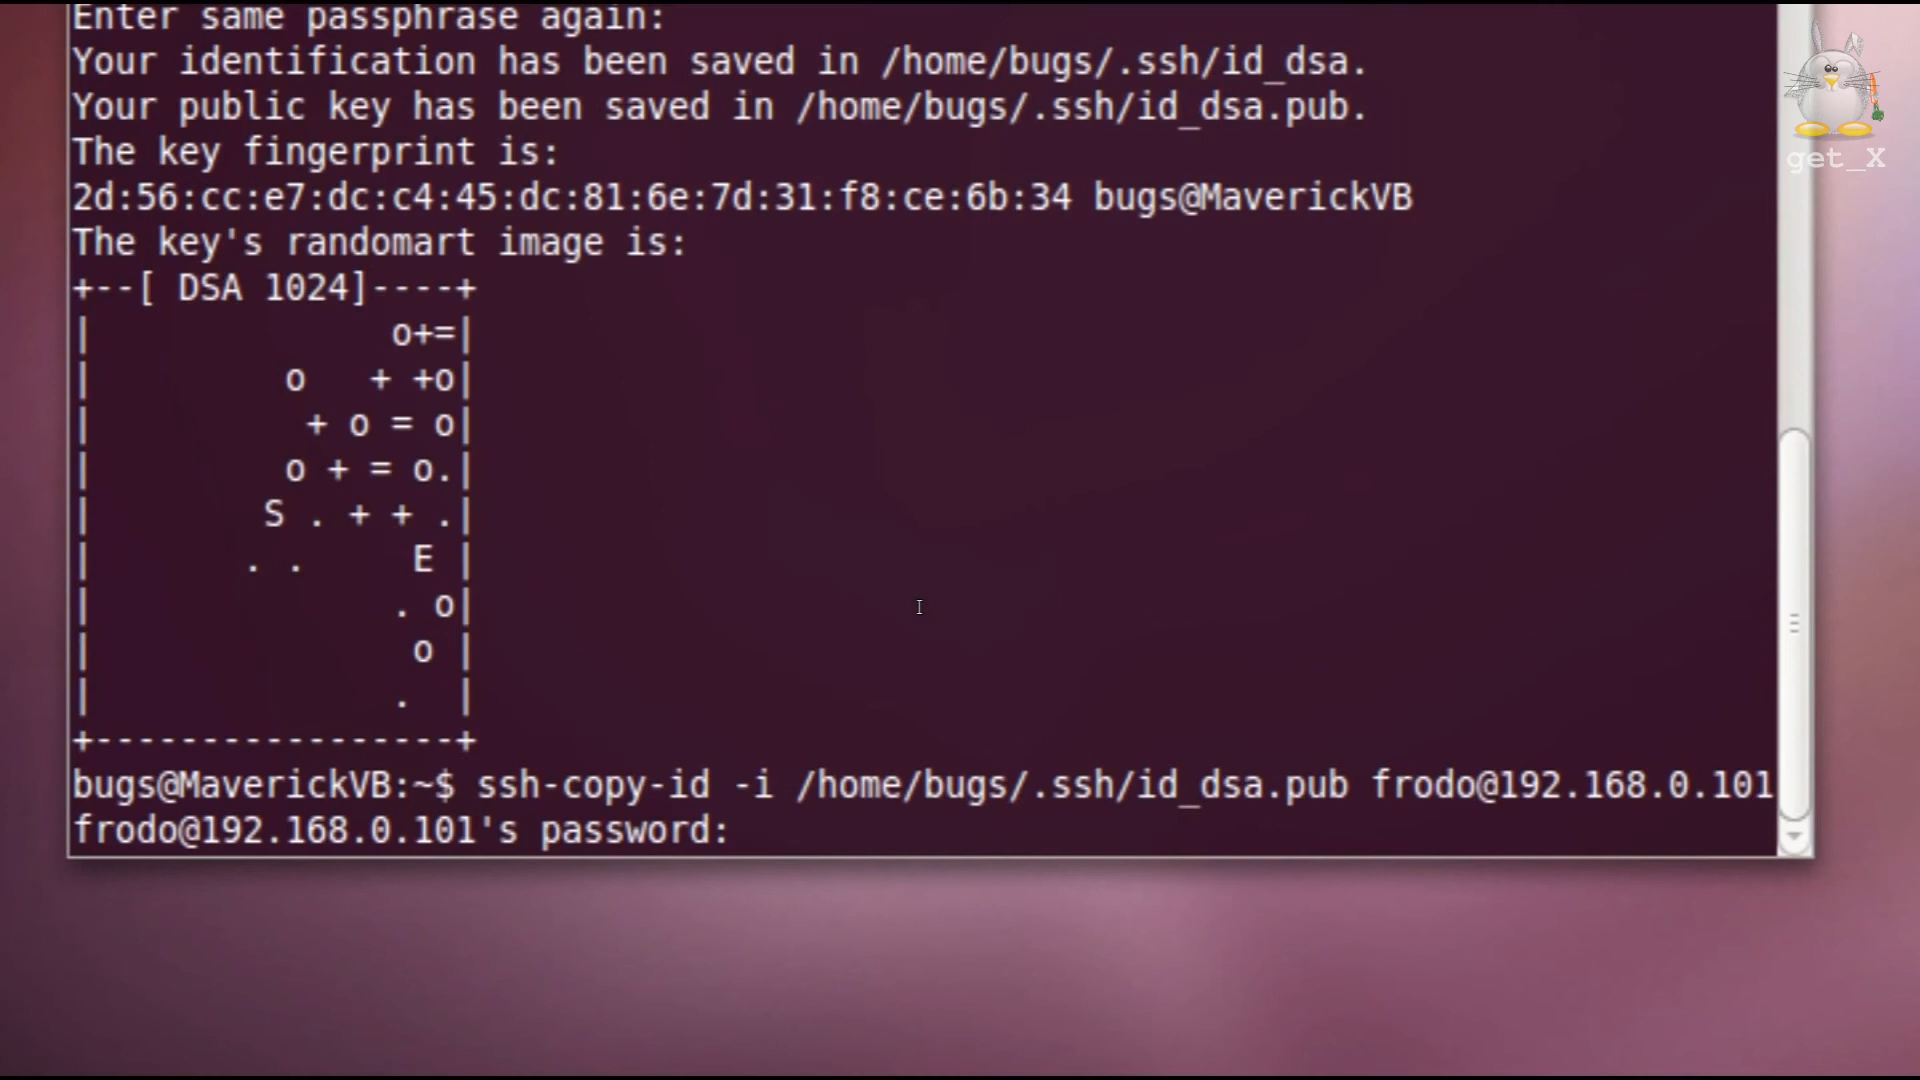 Enter same passphrase again:
Your identification has been saved in /home/bugs/.ssh/id_dsa.
Your public key has been saved in /home/bugs/.ssh/id_dsa.pub.
The key fingerprint is:
2d:56:cc:e7:dc:c4:45:dc:81:6e:7d:31:f8:ce:6b:34 bugs@MaverickVB
The key's randomart image is:
+--[ DSA 1024]----+
|              o+=|
|         o   + +o|
|          + o = o|
|         o + = o.|
|        S . + + .|
|       . .     E |
|              . o|
|               o |
|              .  |
+-----------------+
bugs@MaverickVB:~$ ssh-copy-id -i /home/bugs/.ssh/id_dsa.pub frodo@192.168.0.101
frodo@192.168.0.101's password:
get_X